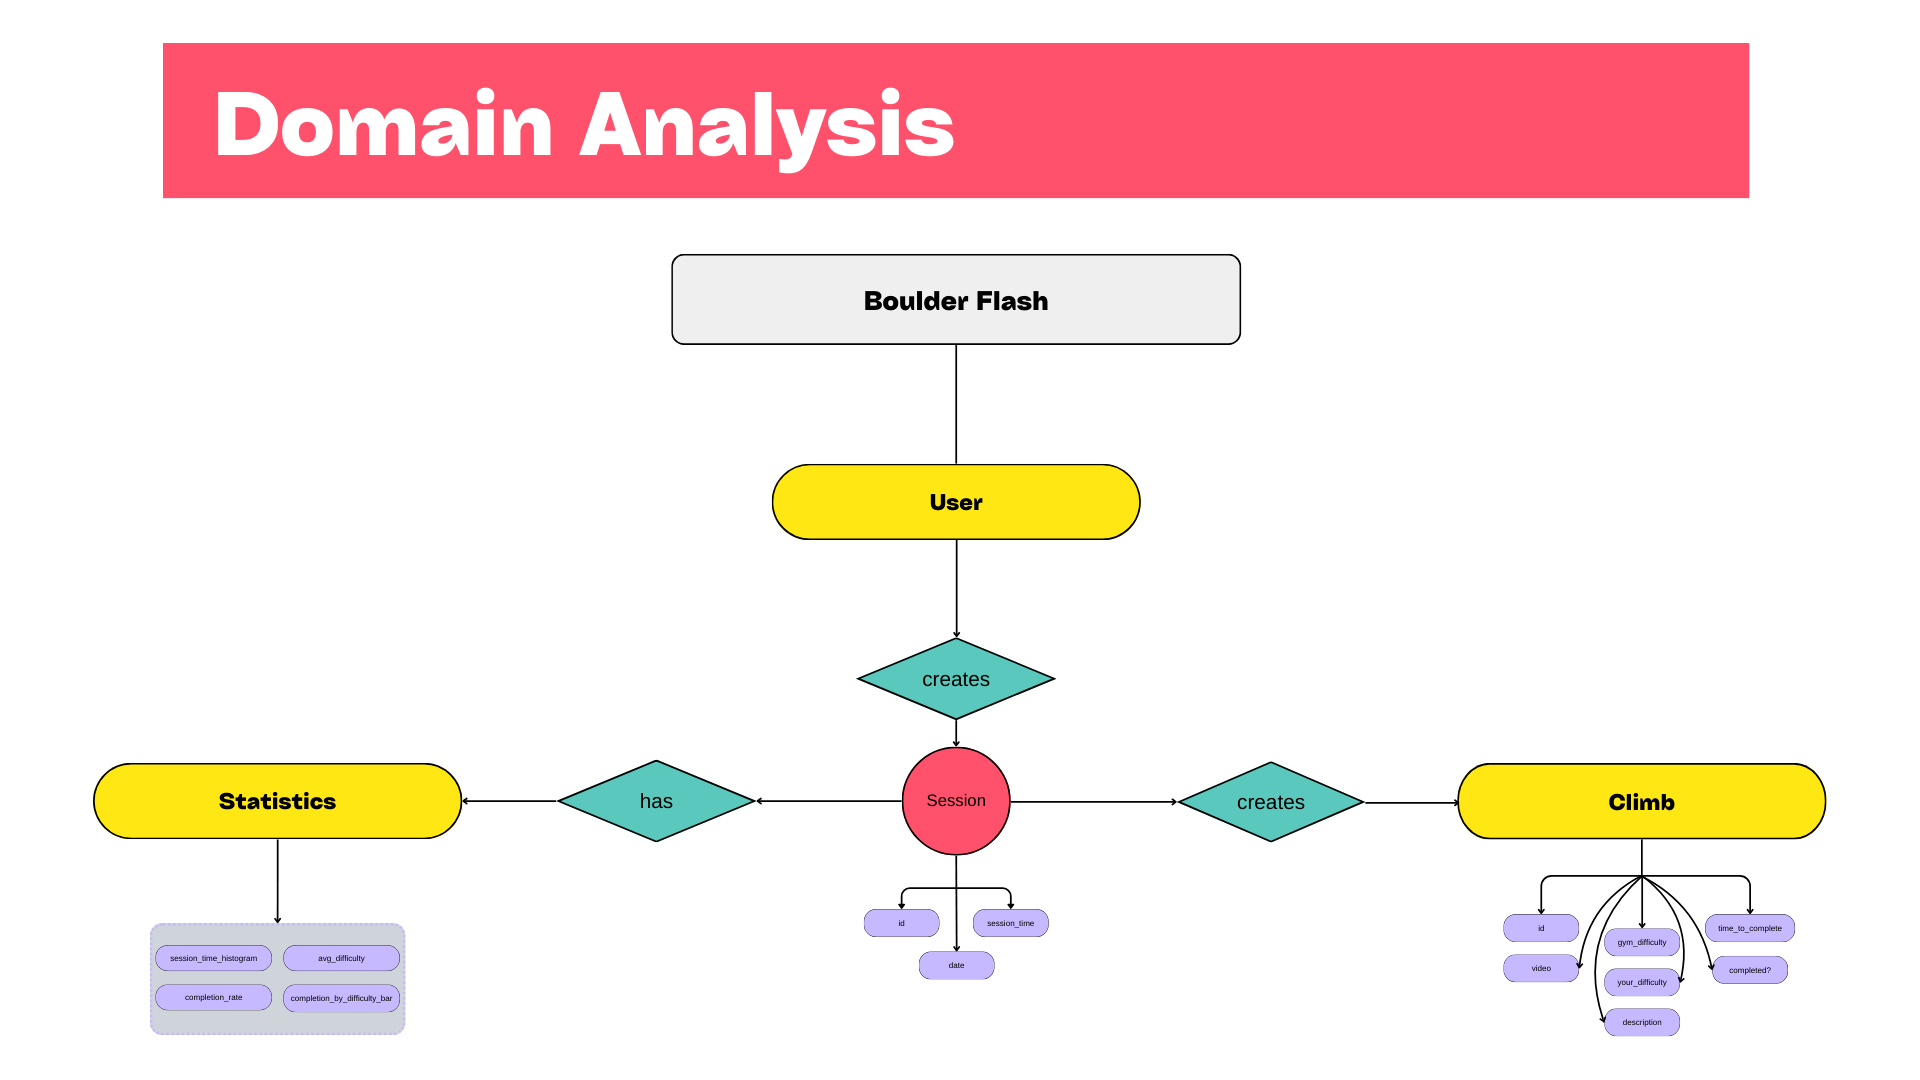 Domain Analysis
Boulder Flash
User
creates
Statistics
has
Session
creates
Climb
id
session_time
date
session_time_histogram
avg_difficulty
completion_rate
completion_by_difficulty_bar
id
gym_difficulty
time_to_complete
video
your_difficulty
completed?
description